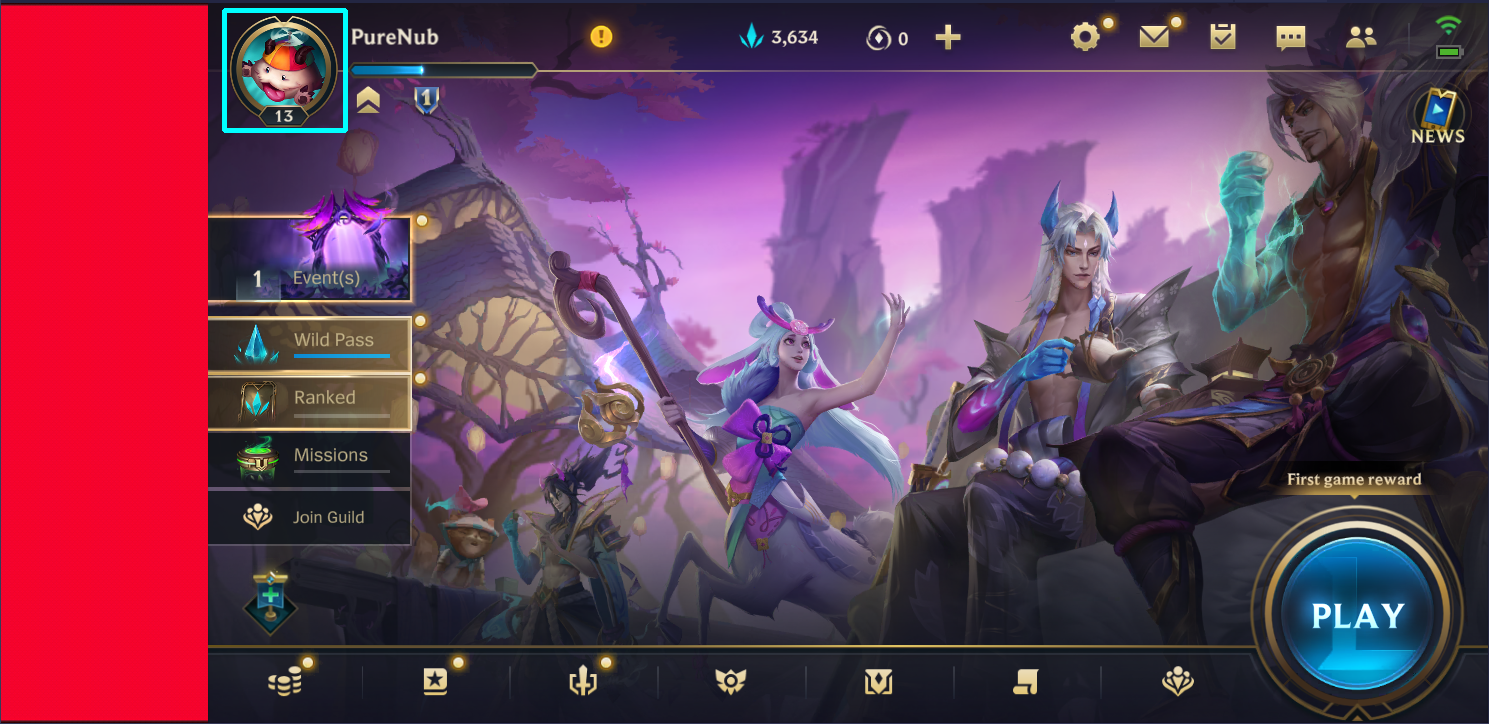 PureNub
3,634
0
13
1
NEWS
1 Event(s)
Wild Pass
Ranked
Missions
Join Guild
First game reward
PLAY